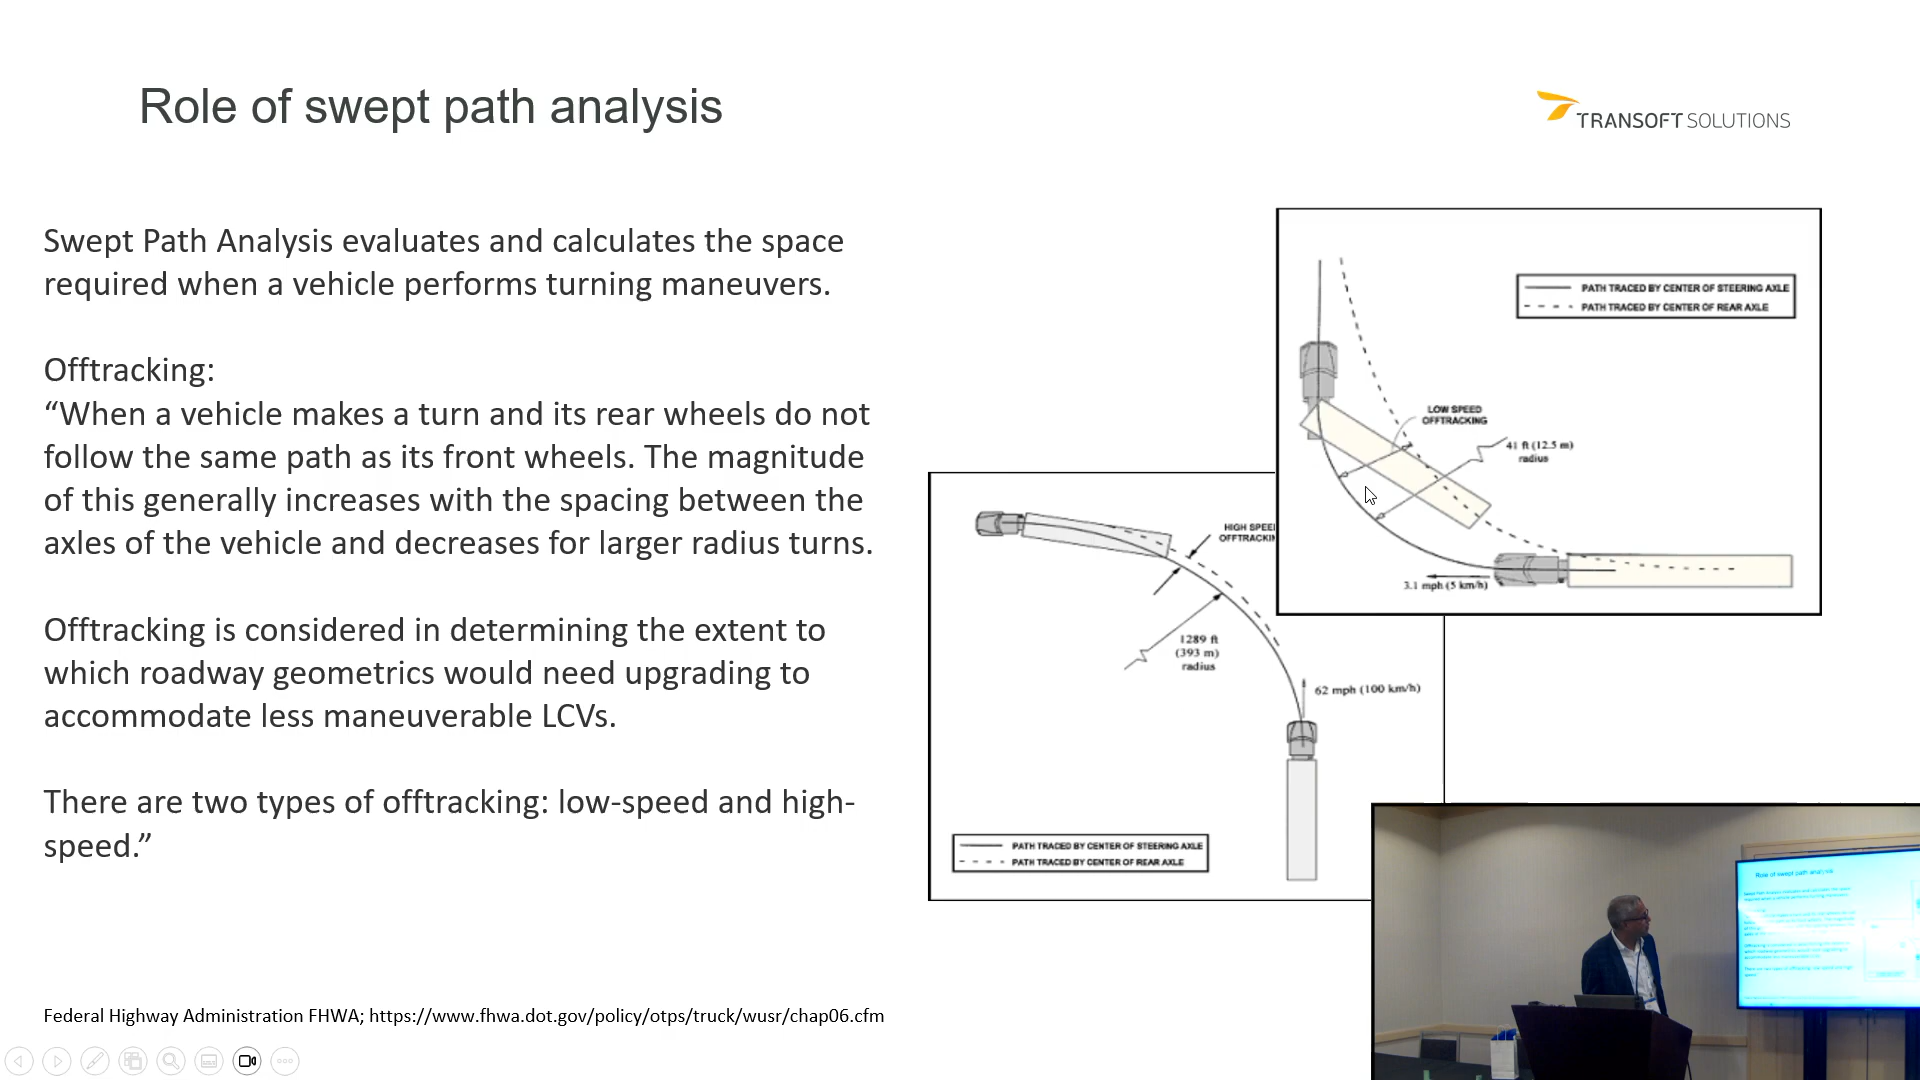 Role of swept path analysis
TRANSOFT SOLUTIONS
Swept Path Analysis evaluates and calculates the space
required when a vehicle performs turning maneuvers.
Offtracking:
“When a vehicle makes a turn and its rear wheels do not
follow the same path as its front wheels. The magnitude
of this generally increases with the spacing between the
axles of the vehicle and decreases for larger radius turns.
Offtracking is considered in determining the extent to
which roadway geometrics would need upgrading to
accommodate less maneuverable LCVs.
There are two types of offtracking: low-speed and high-
speed.”
PATH TRACED BY CENTER OF STEERING AXLE
PATH TRACED BY CENTER OF REAR AXLE
LOW SPEED
OFFTRACKING
41 ft (12.5 m)
radius
3.1 mph (5 km/h)
HIGH SPEE
OFFTRACKIN
1289 ft
(393 m)
radius
62 mph (100 km/h)
PATH TRACED BY CENTER OF STEERING AXLE
PATH TRACED BY CENTER OF REAR AXLE
Role of swept path analysis
Federal Highway Administration FHWA; https://www.fhwa.dot.gov/policy/otps/truck/wusr/chap06.cfm